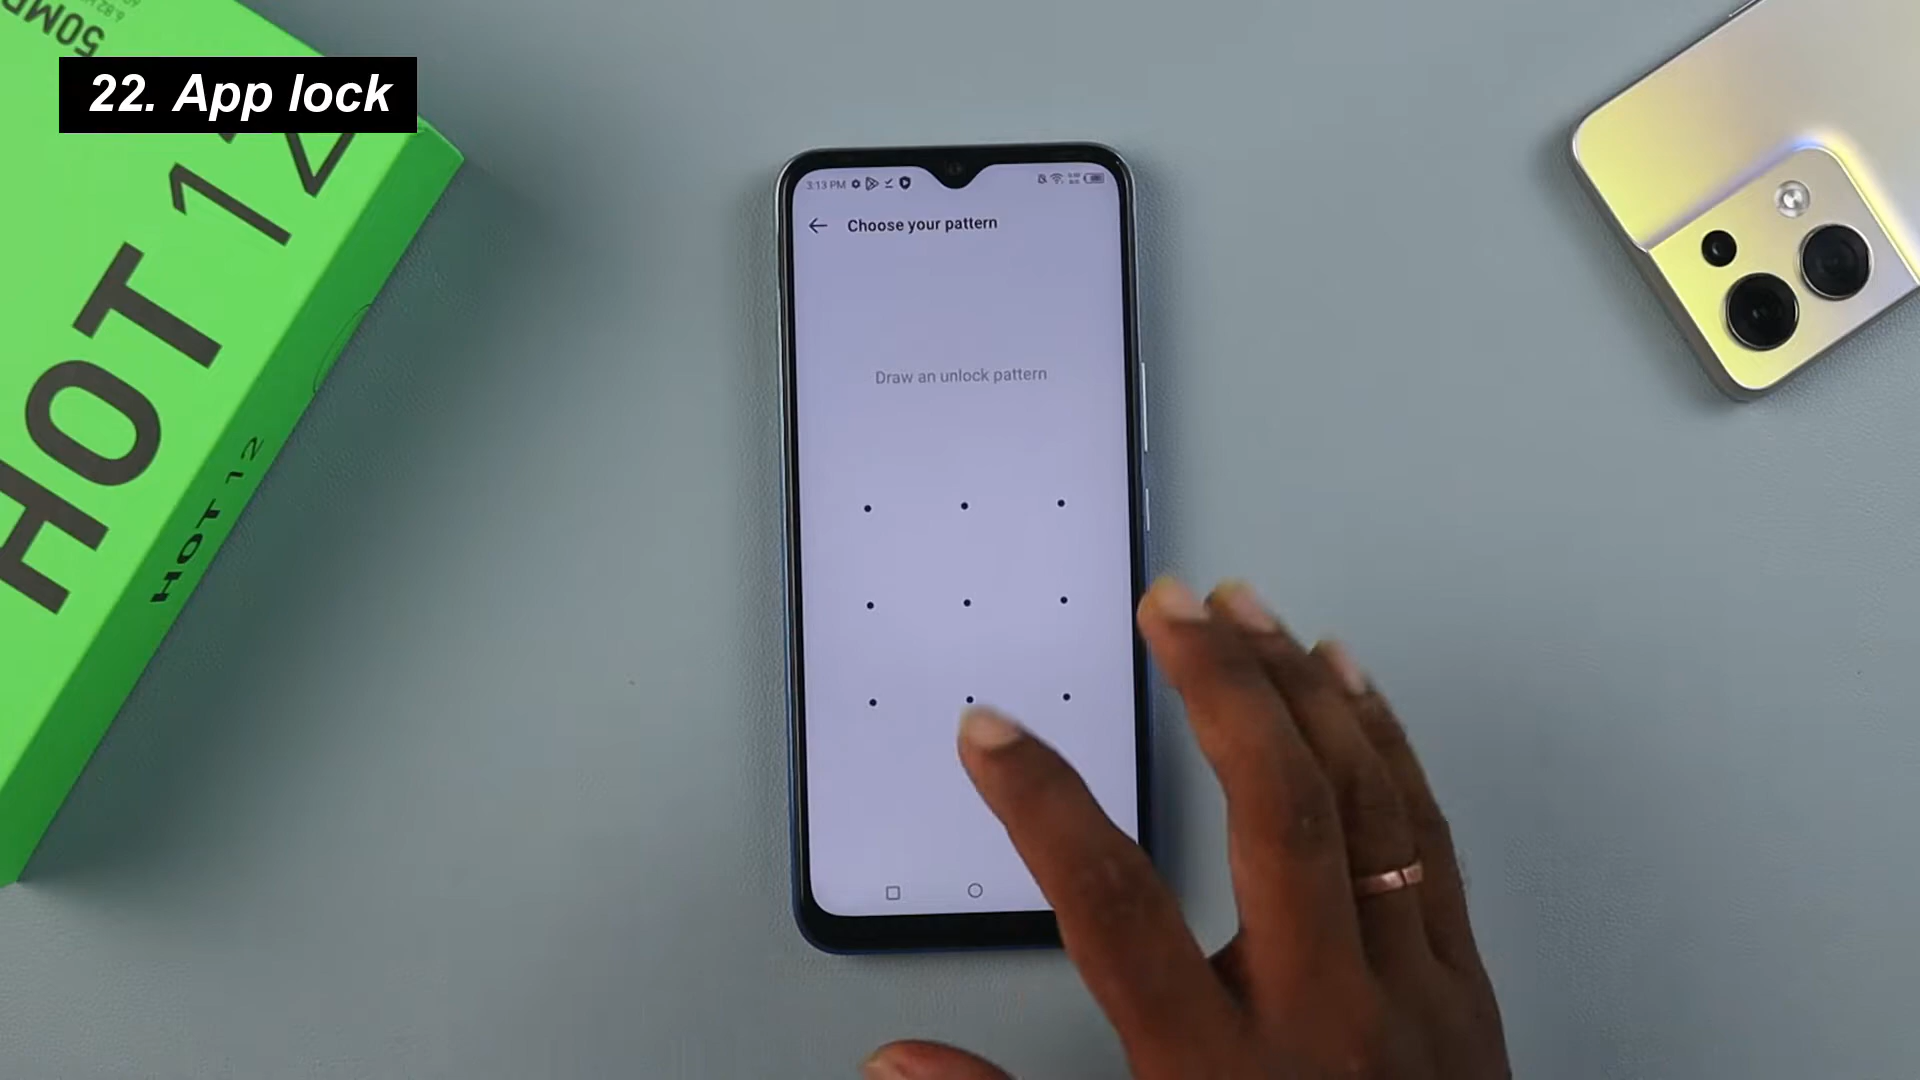 50MP
22. App lock
HOT 12
HOT 12
3:13 PM
Choose your pattern
Draw an unlock pattern